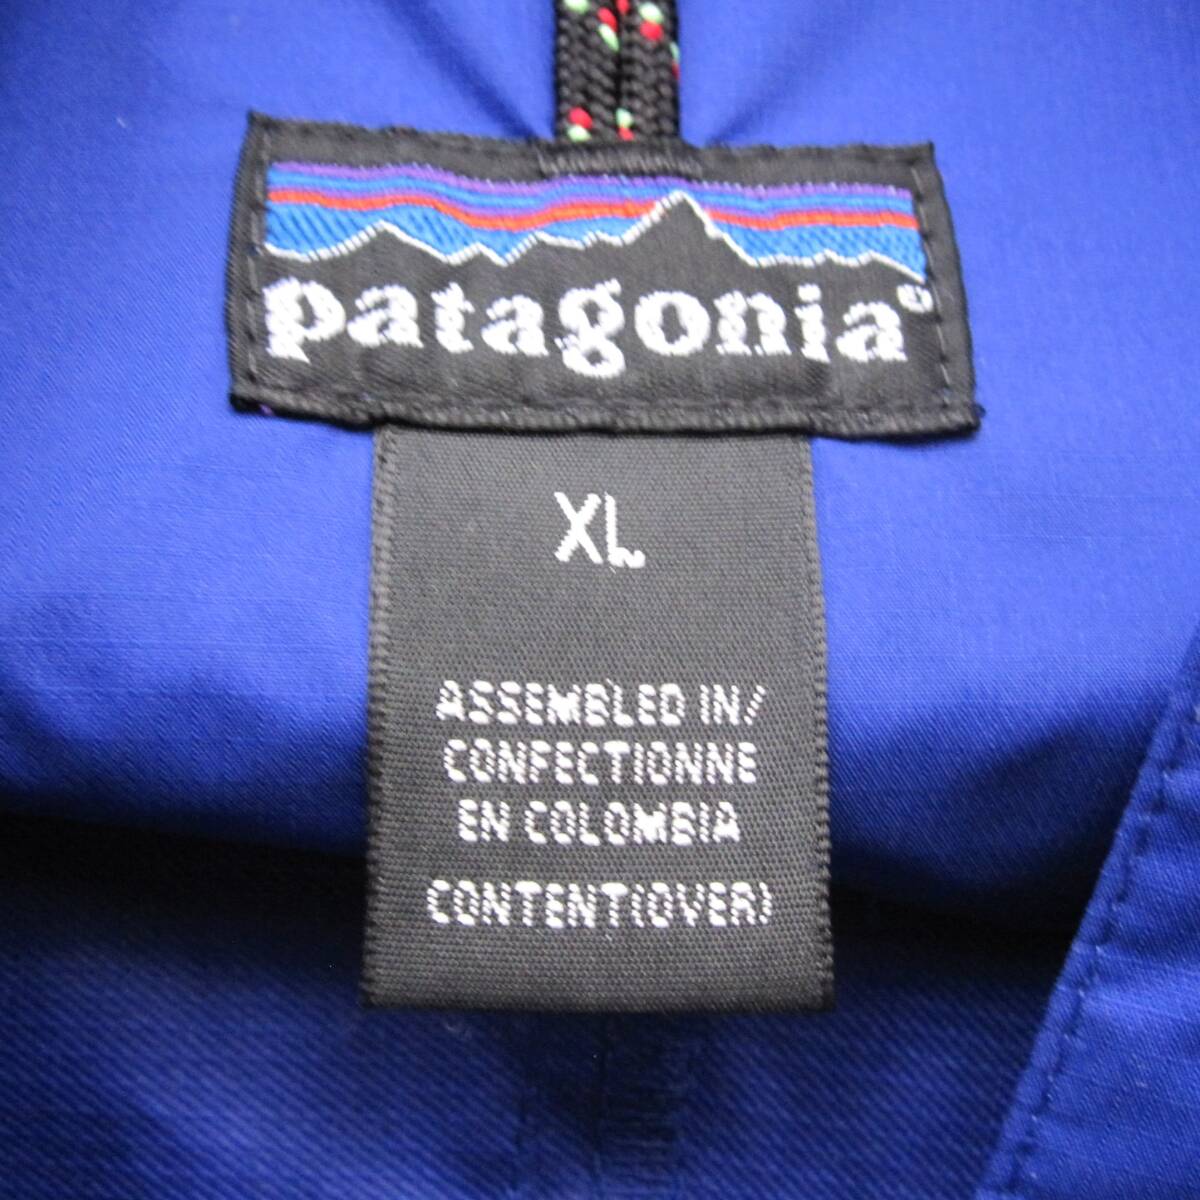 patagonia
XL
ASSEMBLED IN/
CONFECTIONNE
EN COLOMBIA
CONTENT(OVER)